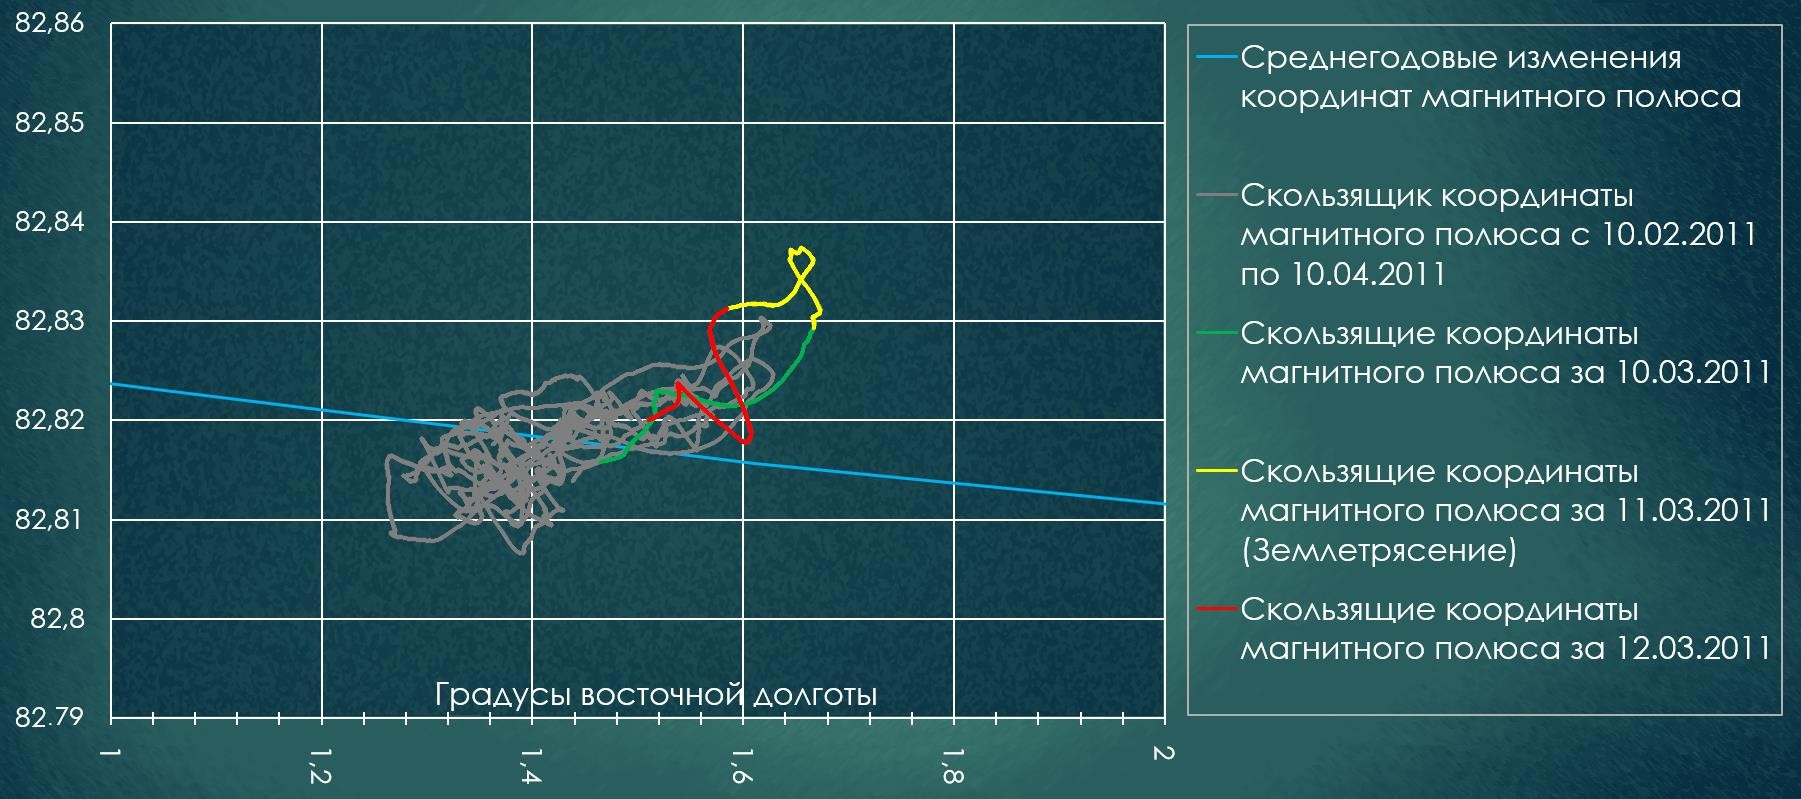 82,86
82,85
82,84
82,83
82,82
82,81
82,8
82.79
Градусы восточной долготы
1
1,2
1,4
1,6
1,8
2
Среднегодовые изменения
координат магнитного полюса
Скользящик координаты
магнитного полюса с 10.02.2011
по 10.04.2011
Скользящие координаты
магнитного полюса за 10.03.2011
Скользящие координаты
магнитного полюса за 11.03.2011
(Землетрясение)
Скользящие координаты
магнитного полюса за 12.03.2011